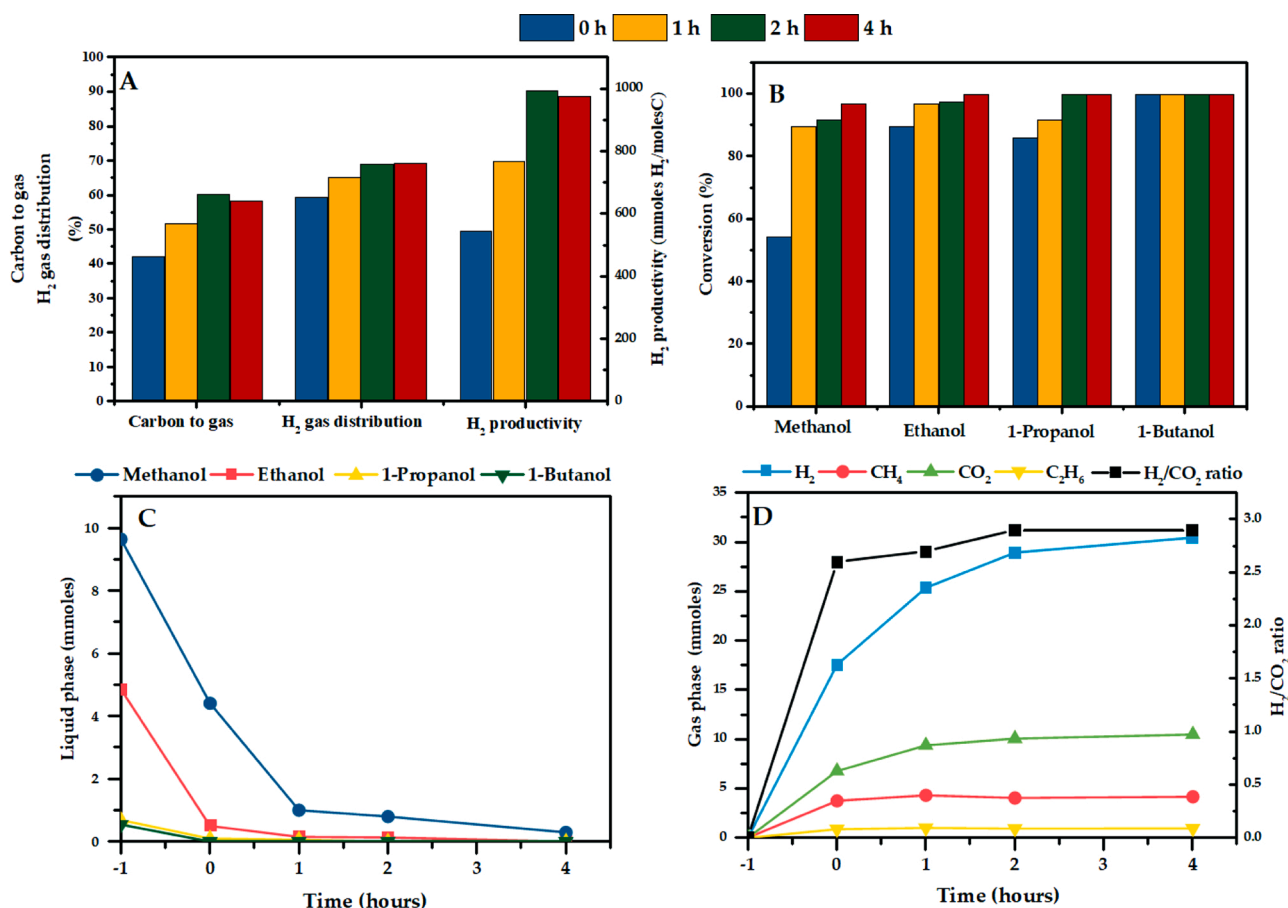 0 h 1 h 2 h 4 h
A
100
90
80
70
60
50
40
30
20
10
0
Carbon to gas
H2 gas distribution
(%)
1000
800
600
400
200
0
H2 productivity (mmoles H2/molesC)
Carbon to gas H2 gas distribution H2 productivity
B
100
80
60
40
20
0
Conversion (%)
Methanol Ethanol 1-Propanol 1-Butanol
Methanol Ethanol 1-Propanol 1-Butanol
C
10
8
6
4
2
0
Liquid phase (mmoles)
-1 0 1 2 3 4
Time (hours)
H2 CH4 CO2 C2H6 H2/CO2 ratio
D
35
30
25
20
15
10
5
0
Gas phase (mmoles)
3.0
2.5
2.0
1.5
1.0
0.5
0.0
H2/CO2 ratio
-1 0 1 2 3 4
Time (hours)